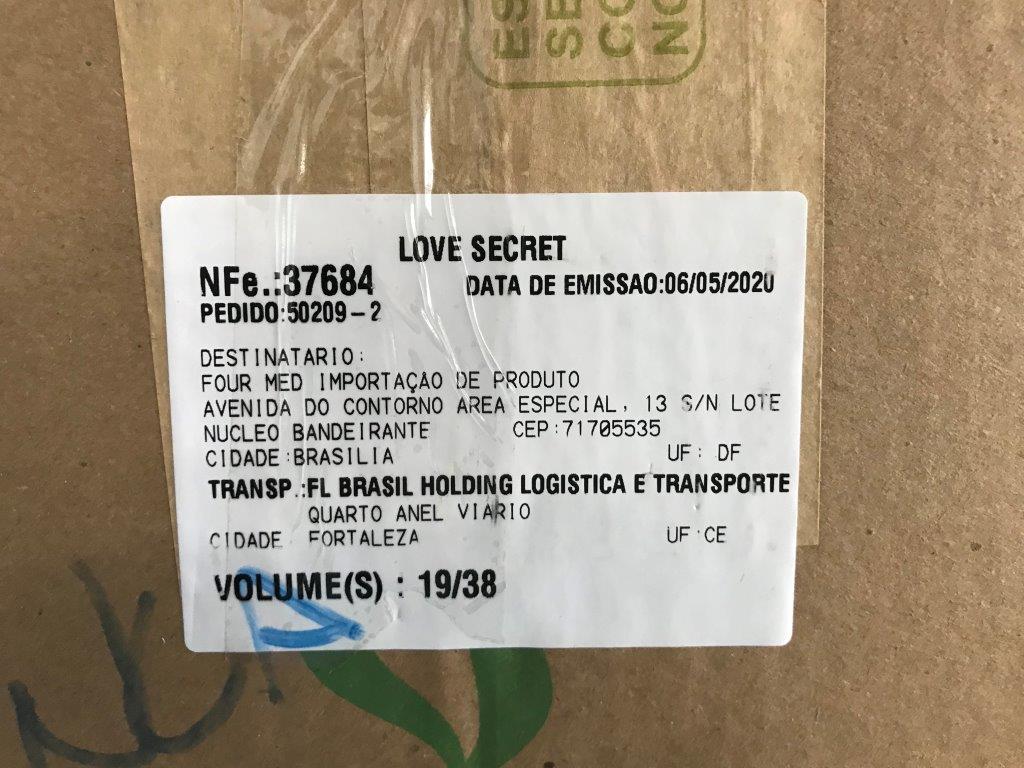 LOVE SECRET
NFe.:37684 DATA DE EMISSAO:06/05/2020
PEDIDO:50209-2
DESTINATARIO:
FOUR MED IMPORTAÇAO DE PRODUTO
AVENIDA DO CONTORNO AREA ESPECIAL, 13 S/N LOTE
NUCLEO BANDEIRANTE CEP:71705535
CIDADE:BRASILIA UF: DF
TRANSP.:FL BRASIL HOLDING LOGISTICA E TRANSPORTE
QUARTO ANEL VIARIO
CIDADE FORTALEZA UF:CE
VOLUME(S) : 19/38